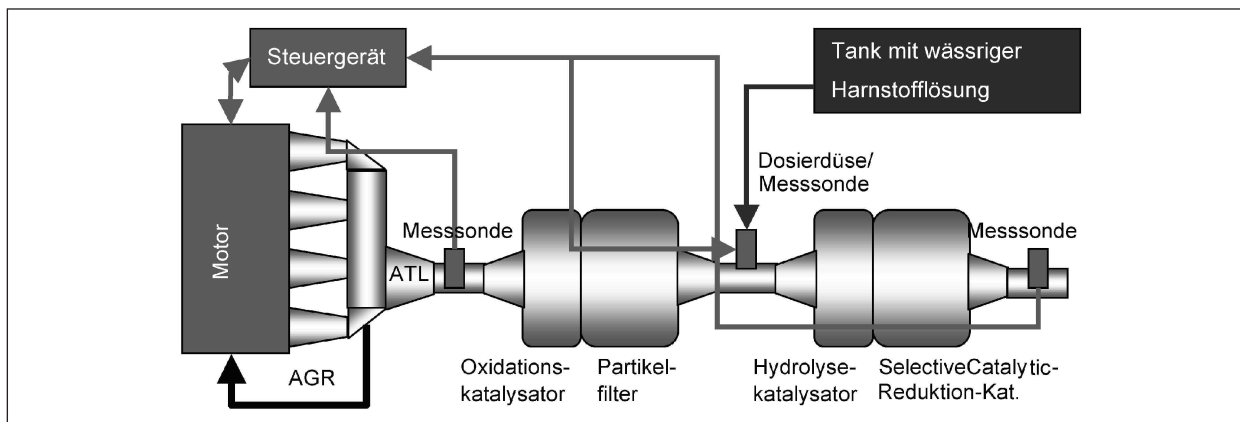 Steuergerät
Tank mit wässriger
Harnstofflösung
Dosierdüse/
Messsonde
Messsonde
Messsonde
Motor
ATL
AGR
Oxidations-
katalysator
Partikel-
filter
Hydrolyse-
katalysator
SelectiveCatalytic-
Reduktion-Kat.